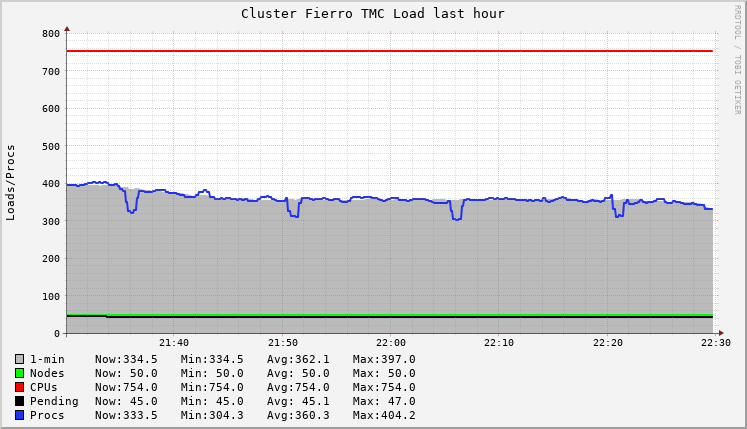 Cluster Fierro TMC Load last hour
RRDTOOL / TOBI OETIKER
Loads/Procs
800
700
600
500
400
300
200
100
0
21:40 21:50 22:00 22:10 22:20 22:30
1-min Now:334.5 Min:334.5 Avg:362.1 Max:397.0
Nodes Now: 50.0 Min: 50.0 Avg: 50.0 Max: 50.0
CPUs Now:754.0 Min:754.0 Avg:754.0 Max:754.0
Pending Now: 45.0 Min: 45.0 Avg: 45.1 Max: 47.0
Procs Now:333.5 Min:304.3 Avg:360.3 Max:404.2